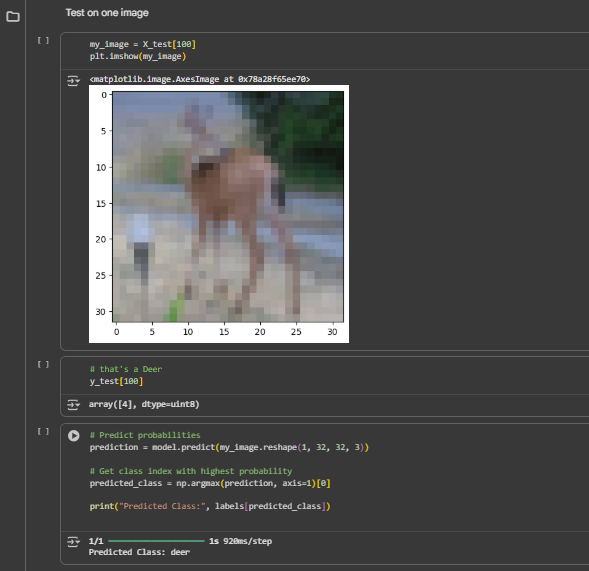 Test on one image
[ ]
my_image = X_test[100]
plt.imshow(my_image)
<matplotlib.image.AxesImage at 0x78a28f65ee70>
0
5
10
15
20
25
30
0 5 10 15 20 25 30
[ ]
# that's a Deer
y_test[100]
array([4], dtype=uint8)
[ ]
# Predict probabilities
prediction = model.predict(my_image.reshape(1, 32, 32, 3))
# Get class index with highest probability
predicted_class = np.argmax(prediction, axis=1)[0]
print("Predicted Class:", labels[predicted_class])
1/1 1s 920ms/step
Predicted Class: deer